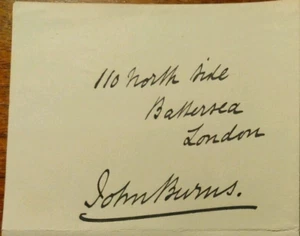 110 North Side
Battersea
London
John Burns.